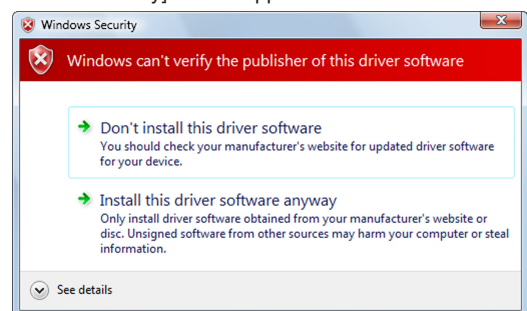 Windows Security
Windows can't verify the publisher of this driver software
Don't install this driver software
You should check your manufacturer's website for updated driver software
for your device.
Install this driver software anyway
Only install driver software obtained from your manufacturer's website or
disc. Unsigned software from other sources may harm your computer or steal
information.
See details